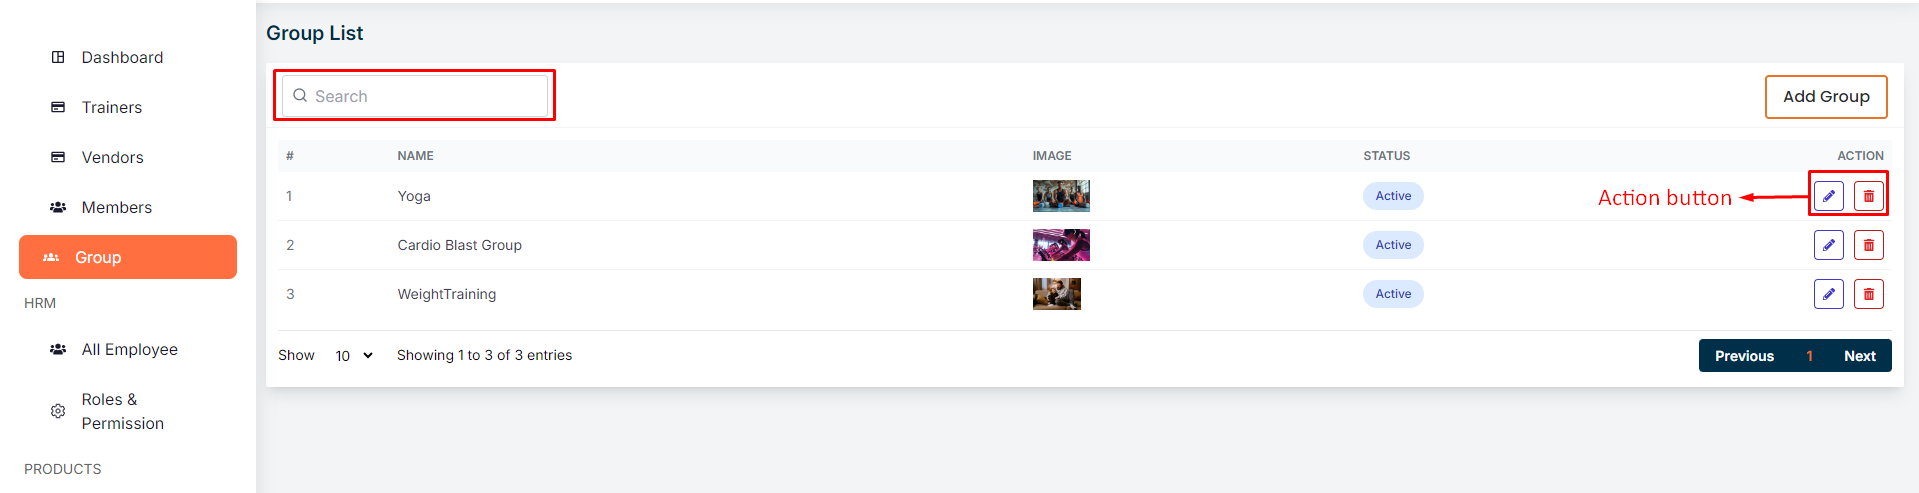 Dashboard
Trainers
Vendors
Members
Group
HRM
All Employee
Roles &
Permission
PRODUCTS
Group List
Search
Add Group
# NAME IMAGE STATUS ACTION
1 Yoga Active Action button
2 Cardio Blast Group Active
3 WeightTraining Active
Show 10 Showing 1 to 3 of 3 entries Previous 1 Next